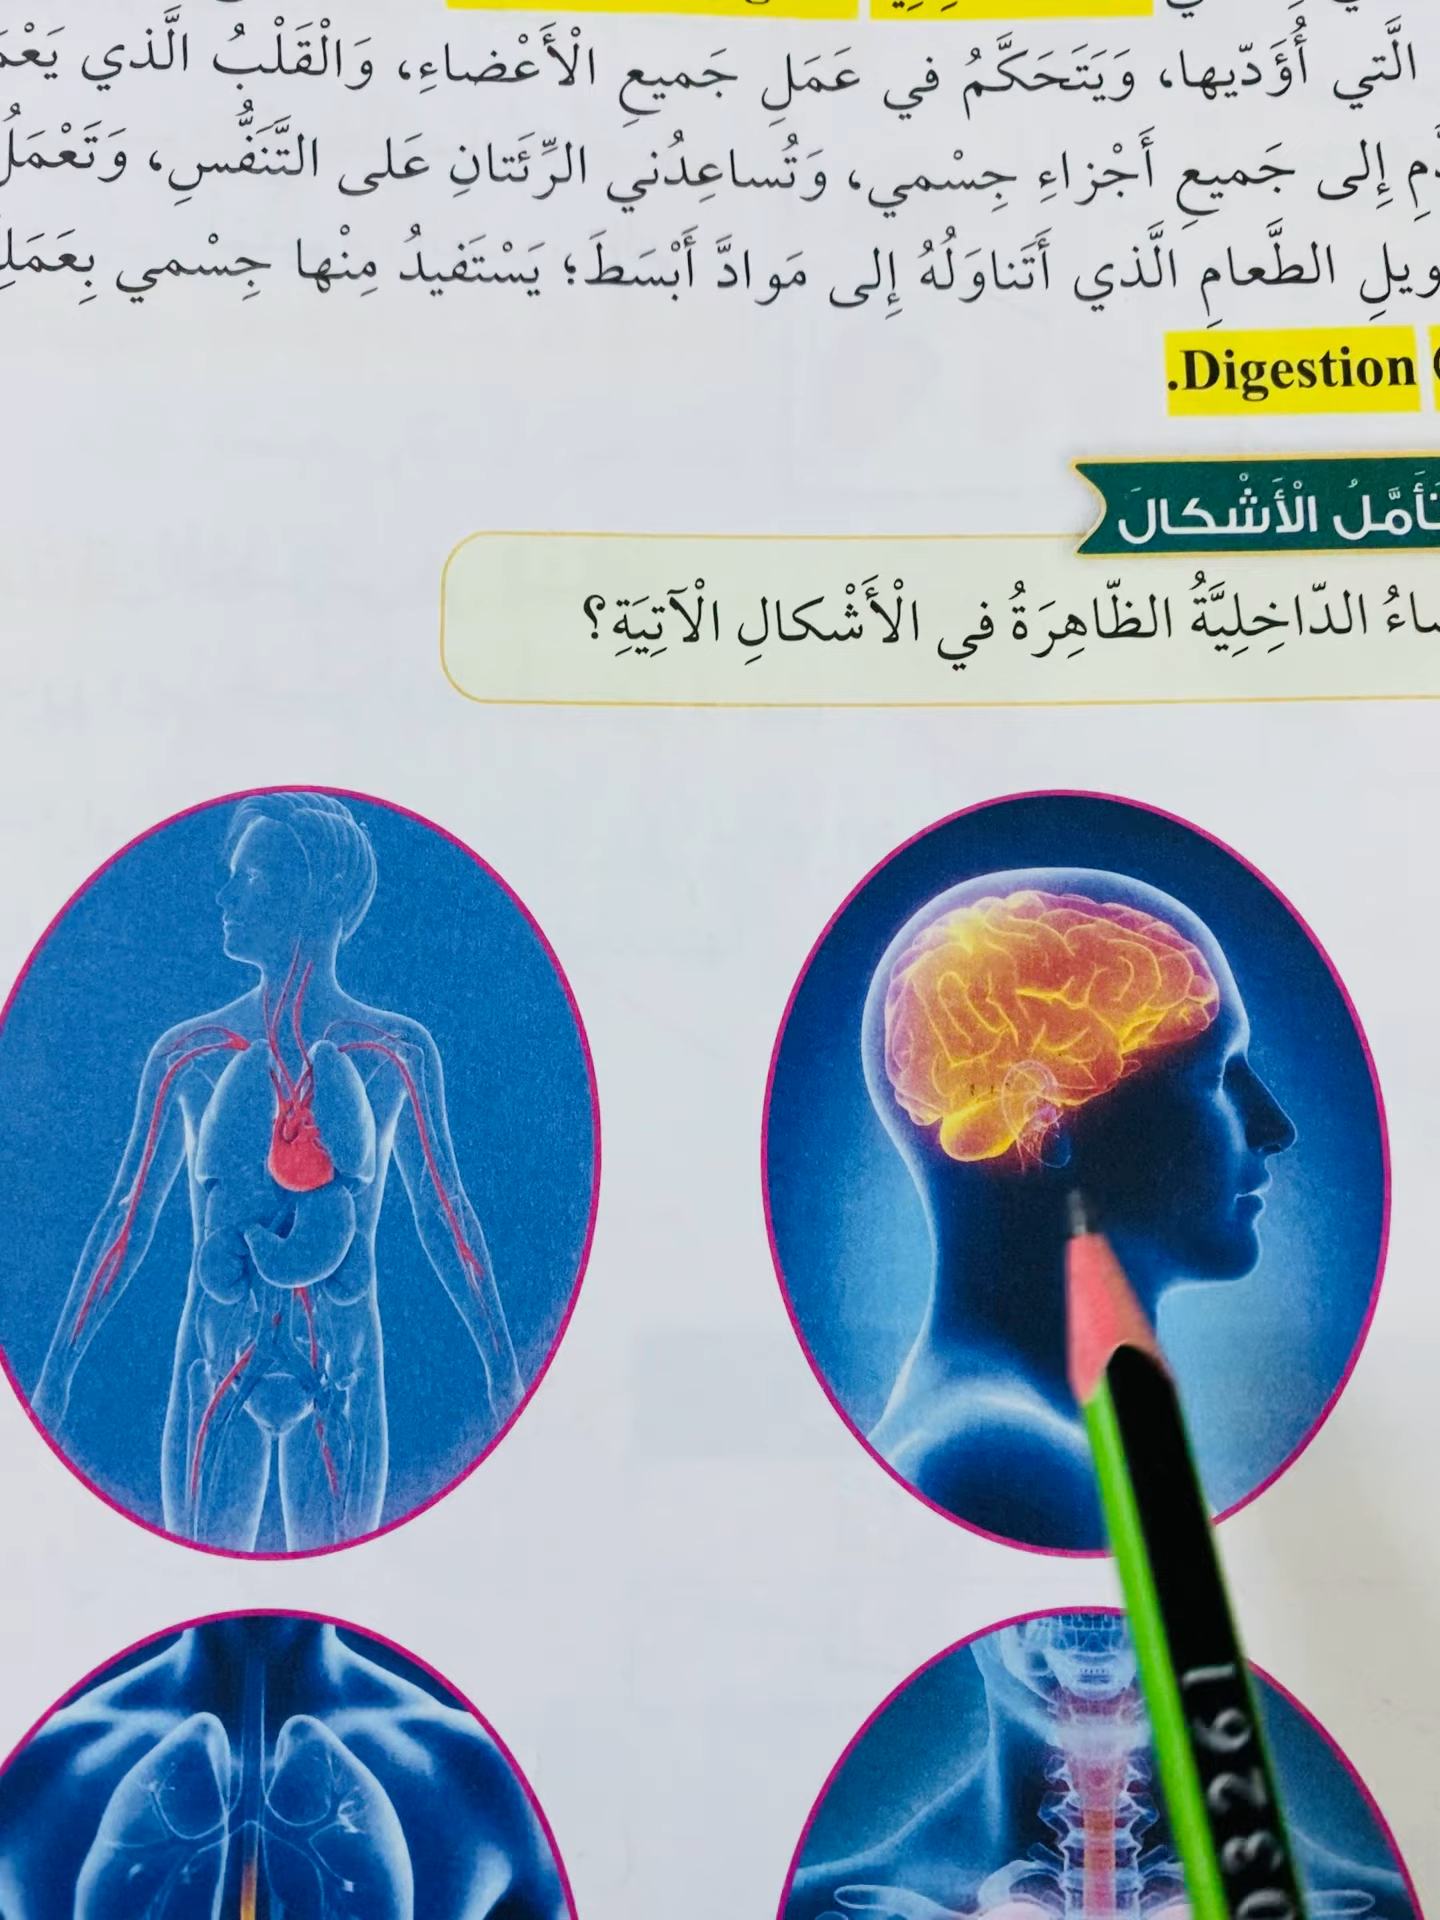 الَّتي أُؤَدّيها، وَيَتَحَكَّمُ في عَمَلِ جَميعِ الْأَعْضاءِ، وَالْقَلْبُ الَّذي
إِلى جَميعِ أَجْزاءِ جِسْمي، وَتُساعِدُني الرِّئَتانِ عَلى التَّنَفُّسِ، وَتَعْمَلُ
الطَّعامِ الَّذي أَتَناوَلُهُ إِلى مَوادَّ أَبْسَطَ؛ يَسْتَفيدُ مِنْها جِسْمي
Digestion.
الْأَشْكالَ
الدّاخِلِيَّةُ الظّاهِرَةُ في الْأَشْكالِ الْآتِيَةِ؟
03261